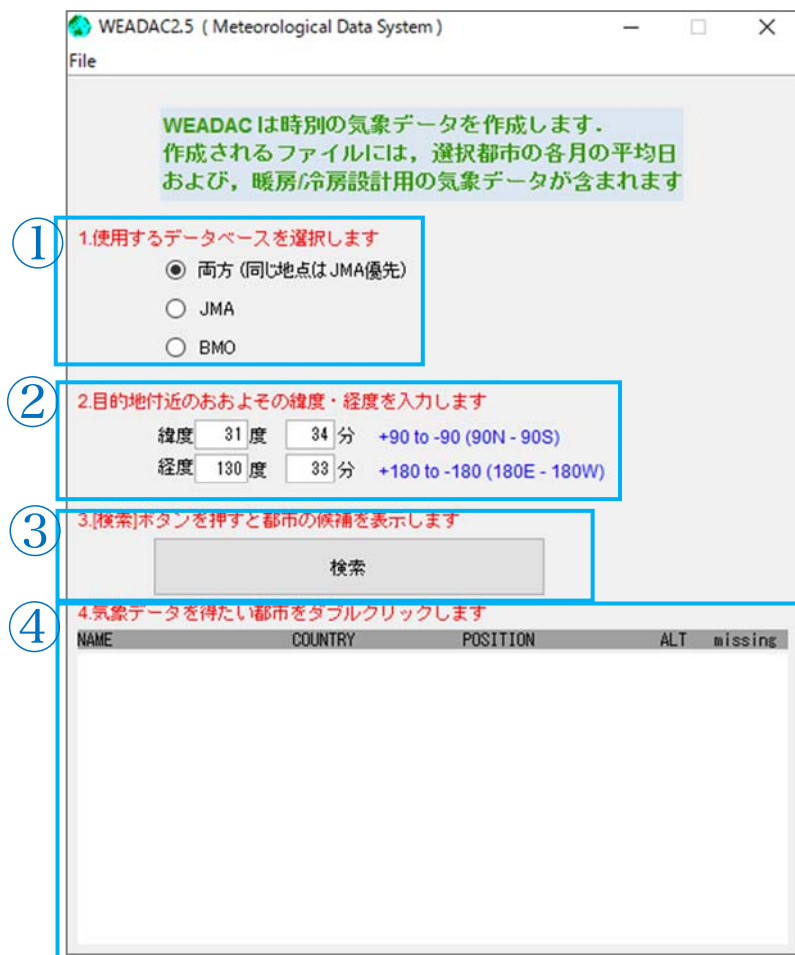 WEADAC2.5 ( Meteorological Data System )
File
WEADAC は時別の気象データを作成します.
作成されるファイルには，選択都市の各月の平均日
および，暖房/冷房設計用の気象データが含まれます
①
1.使用するデータベースを選択します
両方 (同じ地点は JMA優先)
JMA
BMO
②
2.目的地付近のおおよその緯度・経度を入力します
緯度 31 度 34 分 +90 to -90 (90N - 90S)
経度 130 度 33 分 +180 to -180 (180E - 180W)
③
3.[検索]ボタンを押すと都市の候補を表示します
検索
④
4.気象データを得たい都市をダブルクリックします
NAME COUNTRY POSITION ALT missing